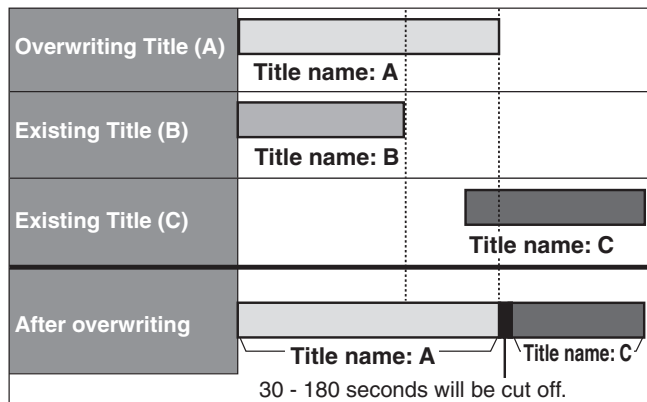 Overwriting Title (A)
Title name: A
Existing Title (B)
Title name: B
Existing Title (C)
Title name: C
After overwriting
Title name: A
Title name: C
30 - 180 seconds will be cut off.